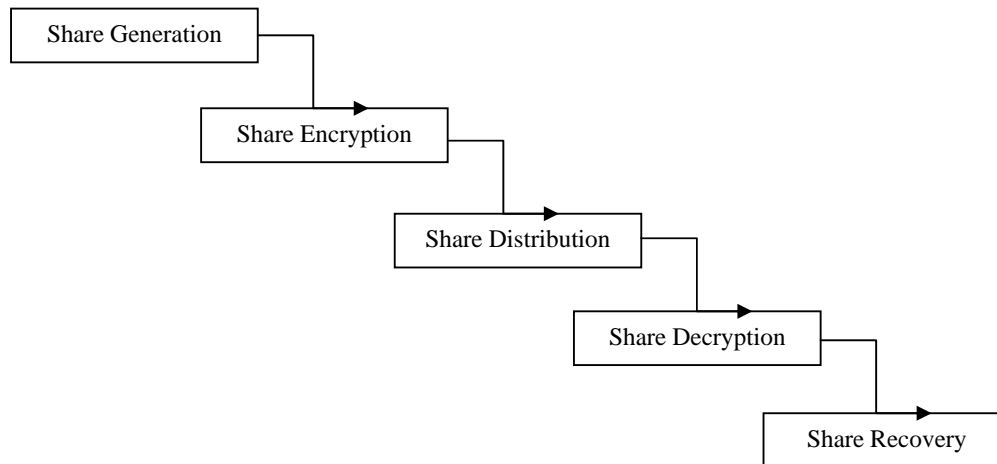 Share Generation
Share Encryption
Share Distribution
Share Decryption
Share Recovery